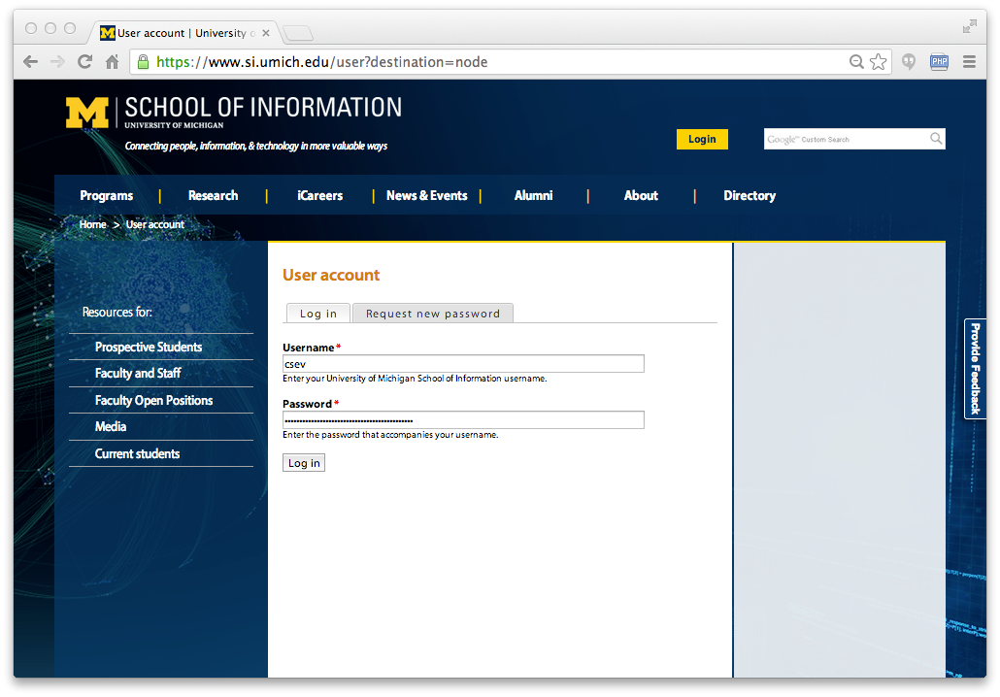 User account | University o
https://www.si.umich.edu/user?destination=node
PHP
M SCHOOL OF INFORMATION
UNIVERSITY OF MICHIGAN
Connecting people, information, & technology in more valuable ways
Login
Google™ Custom Search
Programs | Research | iCareers | News & Events | Alumni | About | Directory
Home > User account
User account
Log in
Request new password
Resources for:
Prospective Students
Faculty and Staff
Faculty Open Positions
Media
Current students
Username *
csev
Enter your University of Michigan School of Information username.
Password *
Enter the password that accompanies your username.
Log in
Provide Feedback